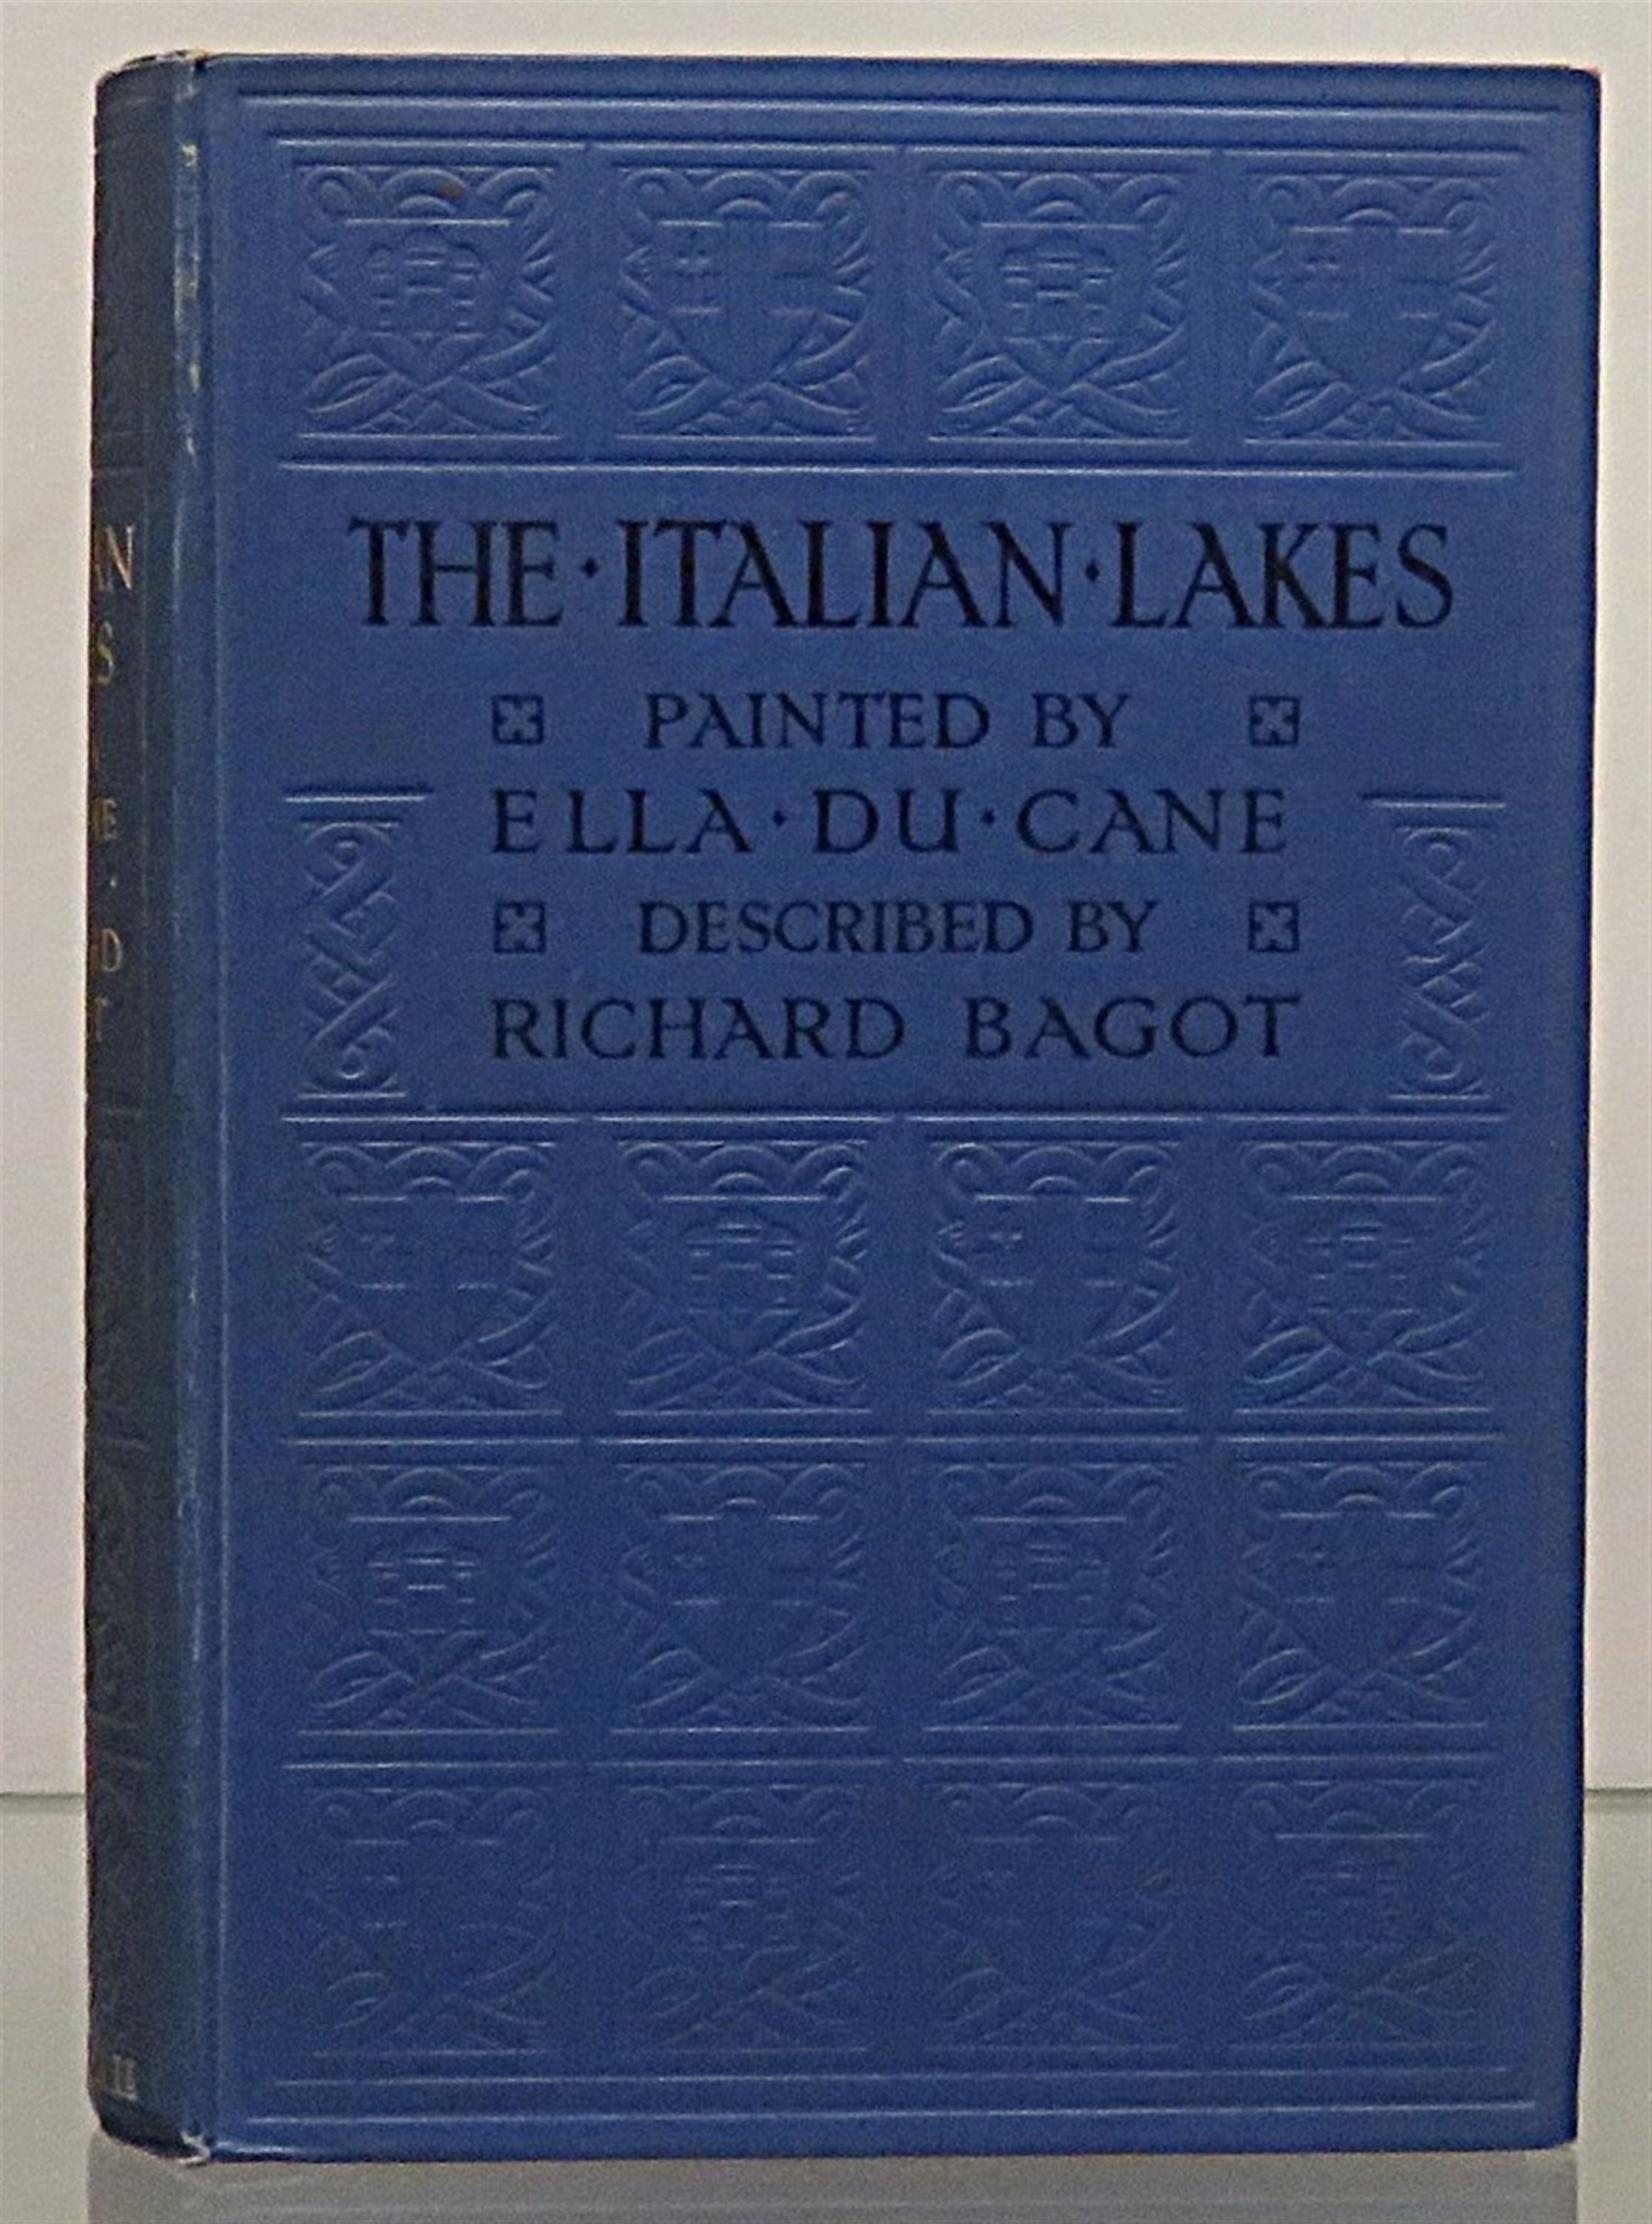 THE·ITALIAN·LAKES
PAINTED BY
ELLA·DU·CANE
DESCRIBED BY
RICHARD BAGOT